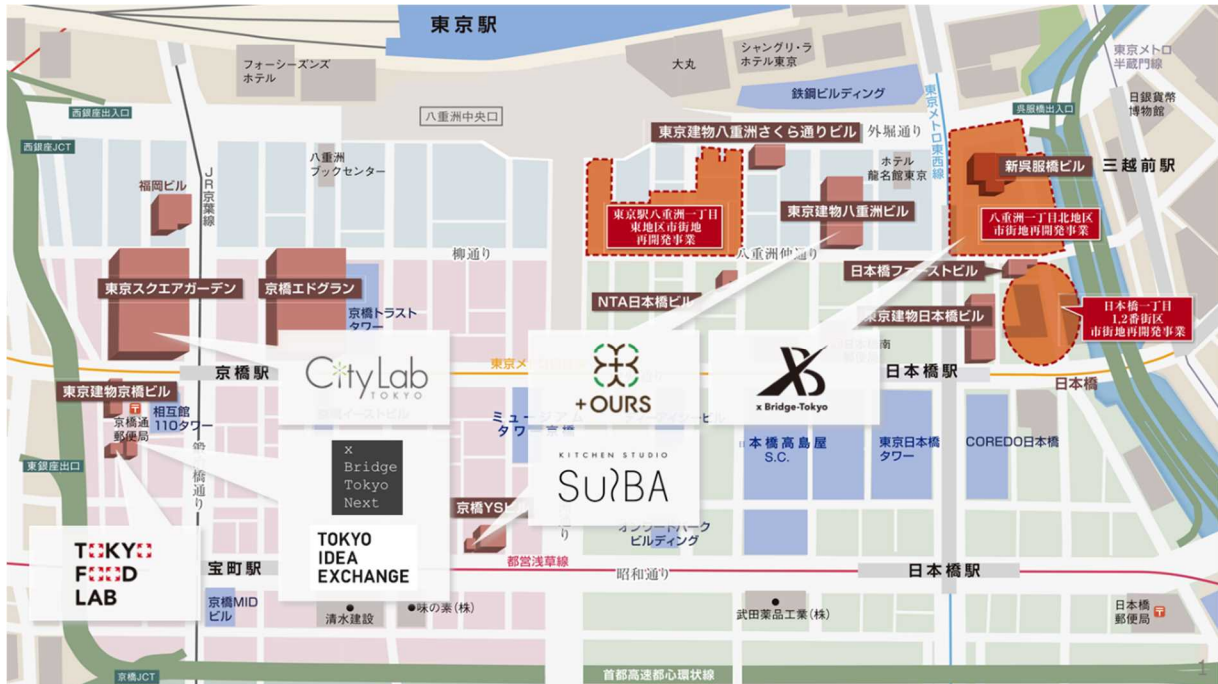 東京駅
フォーシーズンズ
ホテル
大丸
シャングリ・ラ
ホテル東京
鉄鋼ビルディング
東京メトロ
半蔵門線
日銀貨幣
博物館
呉服橋出入口
西銀座出入口
西銀座JCT
八重洲中央口
東京建物八重洲さくら通りビル
外堀通り
東京メトロ東西線
JR京葉線
福岡ビル
八重洲
ブックセンター
ホテル
龍名館東京
新呉服橋ビル
三越前駅
東京駅八重洲一丁目
東地区市街地
再開発事業
東京建物八重洲ビル
八重洲一丁目北地区
市街地再開発事業
柳通り
八重洲仲通り
日本橋ファーストビル
東京スクエアガーデン
京橋エドグラン
NTA日本橋ビル
京橋トラスト
タワー
東京建物日本橋ビル
日本橋一丁目
1,2番街区
市街地再開発事業
京橋駅
CityLab
TOKYO
+OURS
x Bridge-Tokyo
日本橋駅
日本橋
東京建物京橋ビル
京橋通
郵便局
相互館
110タワー
ミュージアム
タワー京橋
本橋高島屋
S.C.
東京日本橋
タワー
COREDO日本橋
東銀座出口
橋通り
x
Bridge
Tokyo
Next
KITCHEN STUDIO
SUIBA
京橋YS
オンワードパーク
ビルディング
TOKYO
FOOD
LAB
TOKYO
IDEA
EXCHANGE
都営浅草線
宝町駅
昭和通り
日本橋駅
京橋MID
ビル
清水建設
味の素(株)
武田薬品工業(株)
日本橋
郵便局
京橋JCT
首都高速都心環状線
1